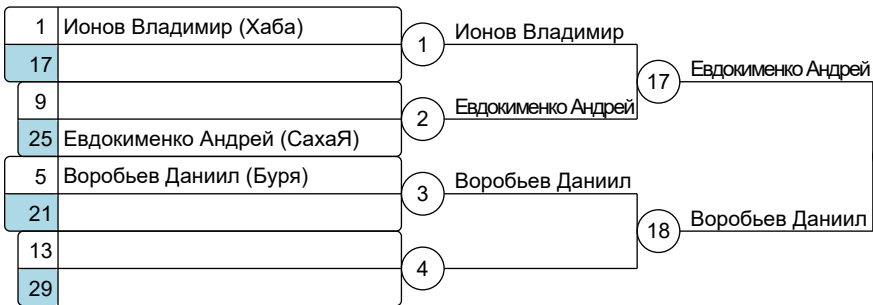 1 Ионов Владимир (Хаба)
17
9
25 Евдокименко Андрей (СахаЯ)
5 Воробьев Даниил (Буря)
21
13
29
1 Ионов Владимир
2 Евдокименко Андрей
3 Воробьев Даниил
4
17 Евдокименко Андрей
18 Воробьев Даниил